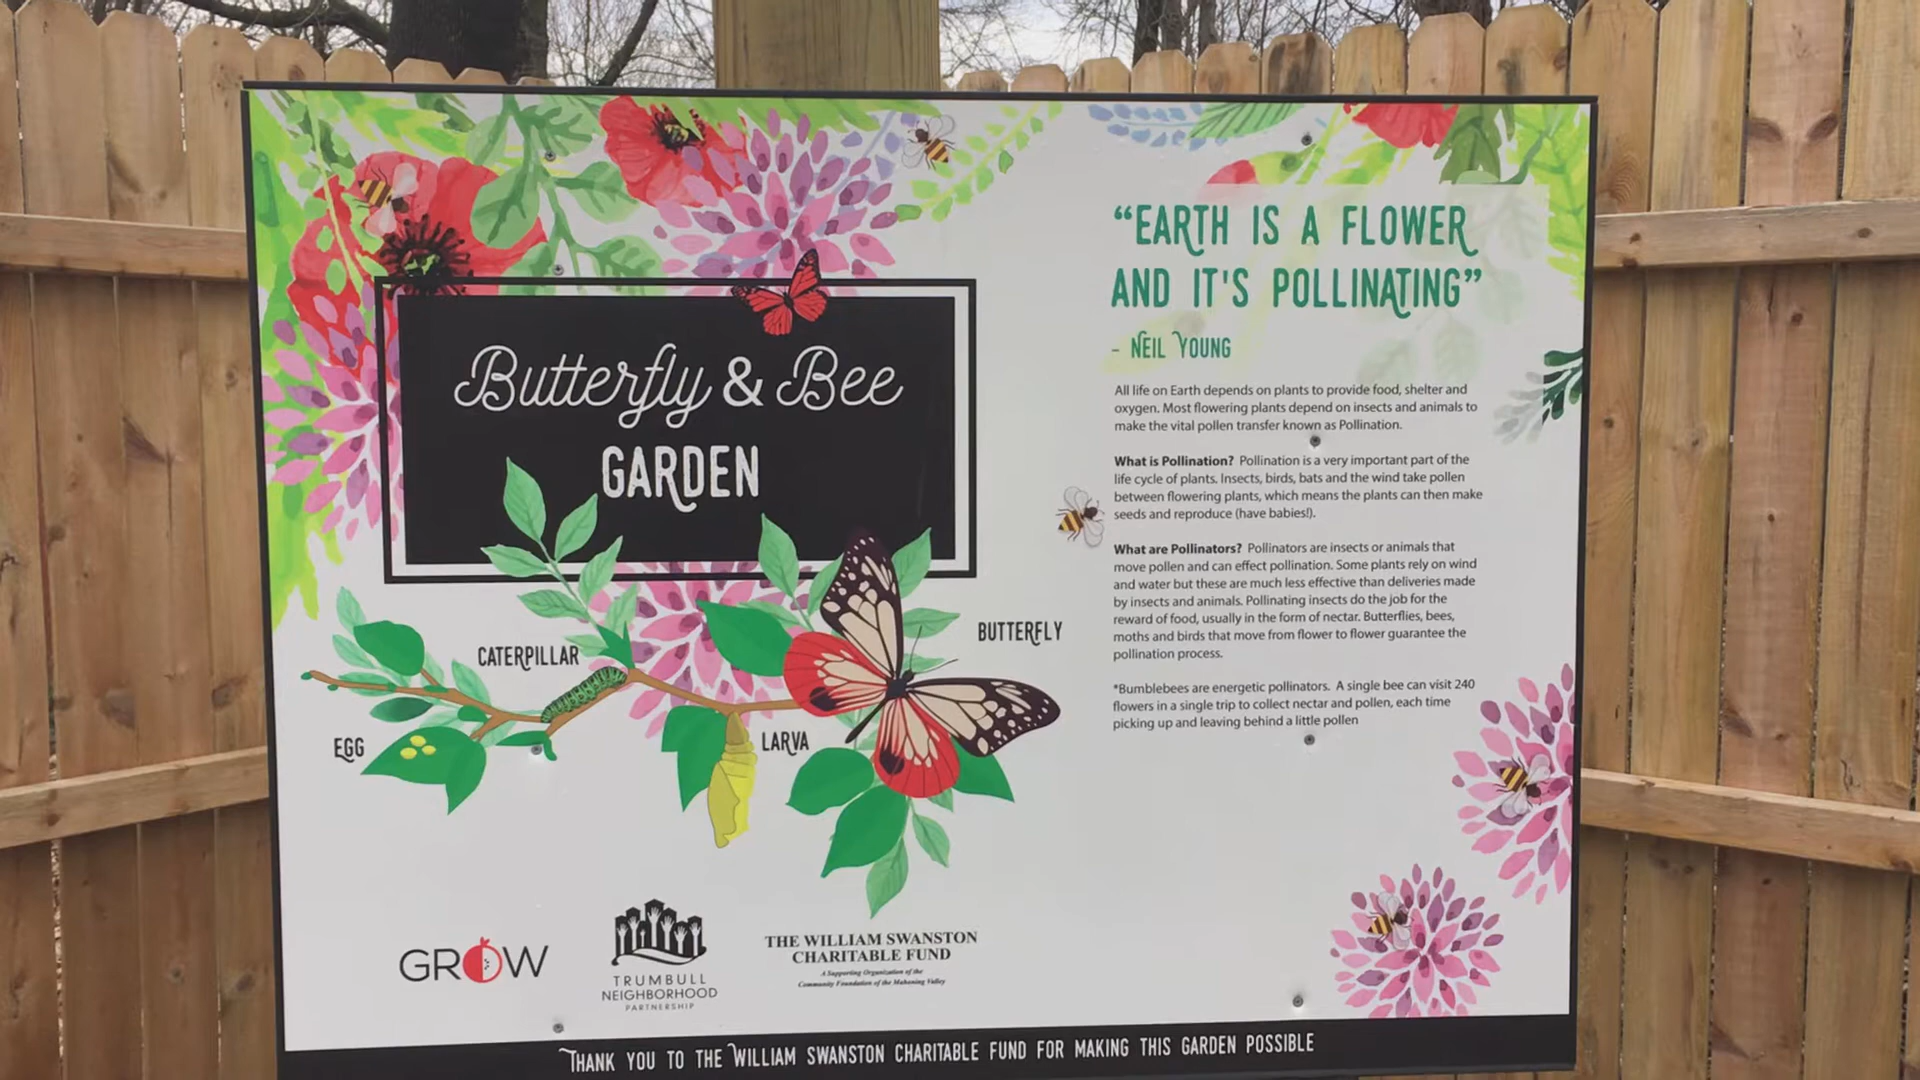 Butterfly & Bee
GARDEN
CATERPILLAR
BUTTERFLY
EGG
LARVA
"EARTH IS A FLOWER
AND IT'S POLLINATING"
- NEIL YOUNG
All life on Earth depends on plants to provide food, shelter and
oxygen. Most flowering plants depend on insects and animals to
make the vital pollen transfer known as Pollination.
What is Pollination? Pollination is a very important part of the
life cycle of plants. Insects, birds, bats and the wind take pollen
between flowering plants, which means the plants can then make
seeds and reproduce (have babies!).
What are Pollinators? Pollinators are insects or animals that
move pollen and can effect pollination. Some plants rely on wind
and water but these are much less effective than deliveries made
by insects and animals. Pollinating insects do the job for the
reward of food, usually in the form of nectar. Butterflies, bees,
moths and birds that move from flower to flower guarantee the
pollination process.
*Bumblebees are energetic pollinators. A single bee can visit 240
flowers in a single trip to collect nectar and pollen, each time
picking up and leaving behind a little pollen
GROW
TRUMBULL
NEIGHBORHOOD
PARTNERSHIP
THE WILLIAM SWANSTON
CHARITABLE FUND
A Supporting Organization of the
Community Foundation of the Mahoning Valley
THANK YOU TO THE WILLIAM SWANSTON CHARITABLE FUND FOR MAKING THIS GARDEN POSSIBLE